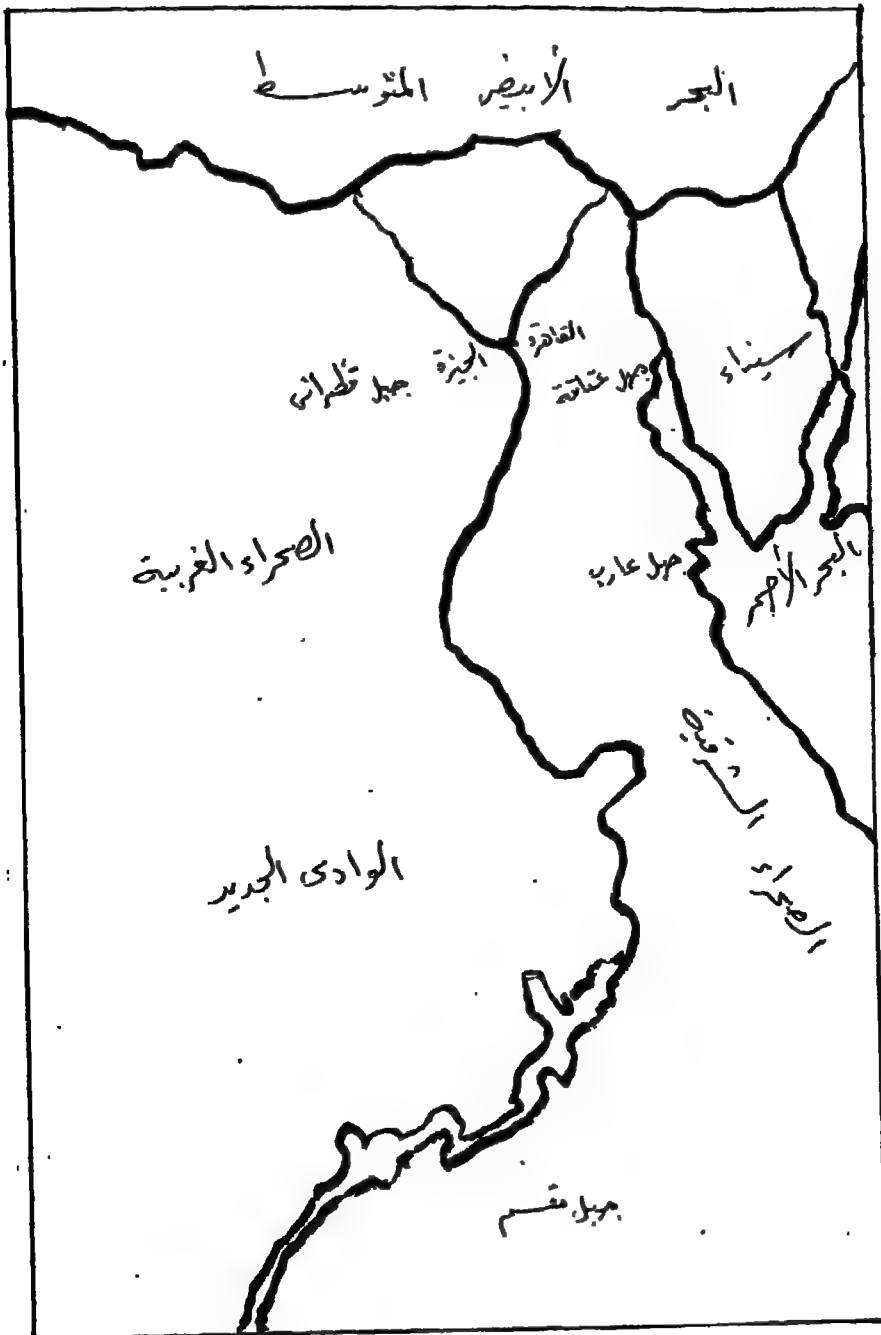 البحر الأبيض المتوسط
القاهرة
الجيزة
سيناء
جبل عتاقة
جبل قطرانى
الصحراء الغربية
جبل غارب
البحر الأحمر
الصحراء الشرقية
الوادى الجديد
جبل مقسم